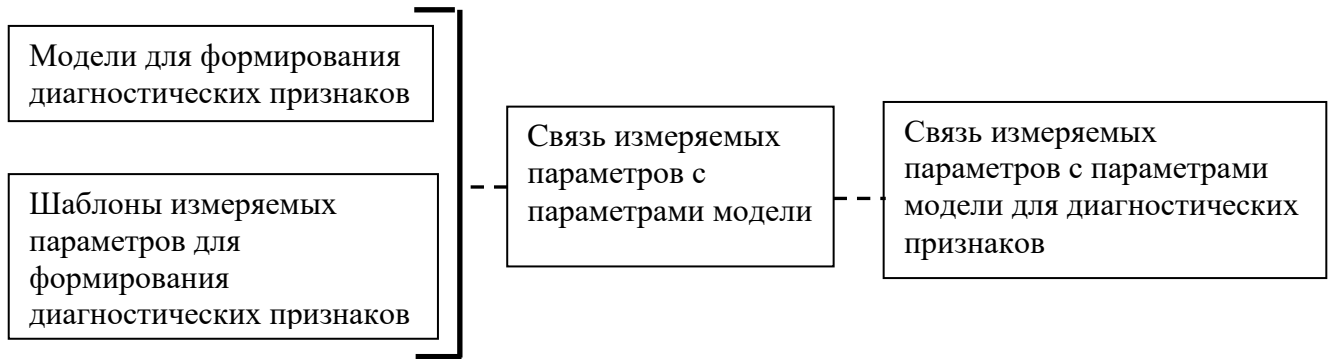 Модели для формирования
диагностических признаков
Шаблоны измеряемых
параметров для
формирования
диагностических признаков
Связь измеряемых
параметров с
параметрами модели
Связь измеряемых
параметров с параметрами
модели для диагностических
признаков